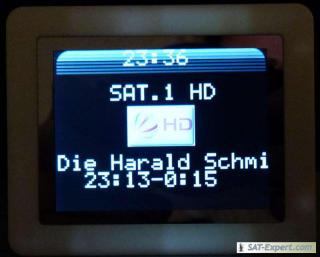 23:36
SAT.1 HD
HD
Die Harald Schmi
23:13-0:15
SAT-Expert.com